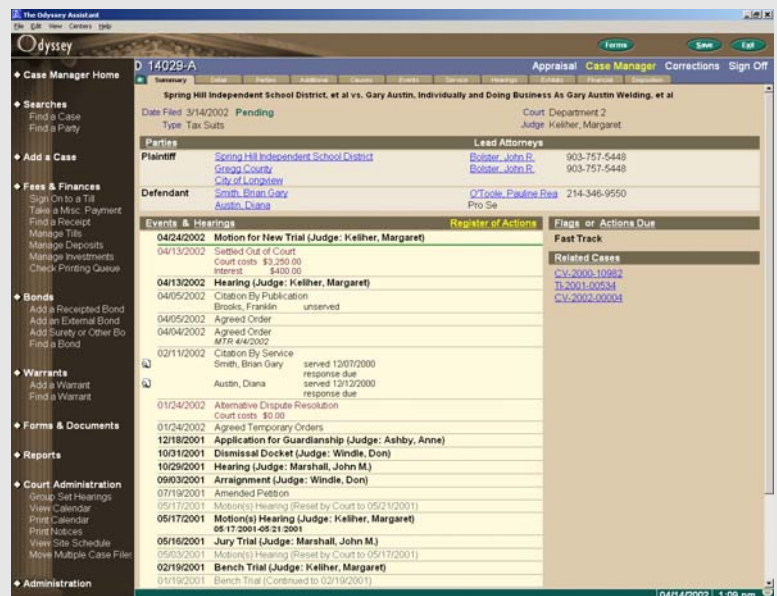 The Odyssey Assistant
File Edit View Centers Help
Odyssey
Forms Save Exit
D 14029-A
Appraisal Case Manager Corrections Sign Off
Summary Detail Parties Additional Causes Events Service Hearings Exhibits Financial Disposition
Case Manager Home
Searches
Find a Case
Find a Party
Add a Case
Fees & Finances
Sign On to a Till
Take a Misc. Payment
Find a Receipt
Manage Tills
Manage Deposits
Manage Investments
Check Printing Queue
Bonds
Add a Receipted Bond
Add an External Bond
Add Surety or Other Bo
Find a Bond
Warrants
Add a Warrant
Find a Warrant
Forms & Documents
Reports
Court Administration
Group Set Hearings
View Calendar
Print Calendar
Print Notices
View Site Schedule
Move Multiple Case Files
Administration
Spring Hill Independent School District, et al vs. Gary Austin, Individually and Doing Business As Gary Austin Welding, et al
Date Filed 3/14/2002 Pending Court Department 2
Type Tax Suits Judge Keliher, Margaret
Parties Lead Attorneys
Plaintiff Spring Hill Independent School District Bolster, John R. 903-757-5448
Gregg County Bolster, John R. 903-757-5448
City of Longview
Defendant Smith, Brian Gary O'Toole, Pauline Rea 214-346-9550
Austin, Diana Pro Se
Events & Hearings Register of Actions
04/24/2002 Motion for New Trial (Judge: Keliher, Margaret)
04/13/2002 Settled Out of Court
Court costs $3,250.00
Interest $400.00
04/13/2002 Hearing (Judge: Keliher, Margaret)
04/05/2002 Citation By Publication
Brooks, Franklin unserved
04/05/2002 Agreed Order
04/04/2002 Agreed Order
MTR 4/4/2002
02/11/2002 Citation By Service
Smith, Brian Gary served 12/07/2000
response due
Austin, Diana served 12/12/2000
response due
01/24/2002 Alternative Dispute Resolution
Court costs $0.00
01/24/2002 Agreed Temporary Orders
12/18/2001 Application for Guardianship (Judge: Ashby, Anne)
10/31/2001 Dismissal Docket (Judge: Windle, Don)
10/29/2001 Hearing (Judge: Marshall, John M.)
09/03/2001 Arraignment (Judge: Windle, Don)
07/19/2001 Amended Petition
05/17/2001 Motion(s) Hearing (Reset by Court to 05/21/2001)
05/17/2001 Motion(s) Hearing (Judge: Keliher, Margaret)
05/17/2001-05/21/2001
05/16/2001 Jury Trial (Judge: Marshall, John M.)
05/03/2001 Motion(s) Hearing (Reset by Court to 05/17/2001)
02/19/2001 Bench Trial (Judge: Keliher, Margaret)
01/19/2001 Bench Trial (Continued to 02/19/2001)
Flags or Actions Due
Fast Track
Related Cases
CV-2000-10982
TI-2001-00534
CV-2002-00004
04/14/2002 1:09 pm